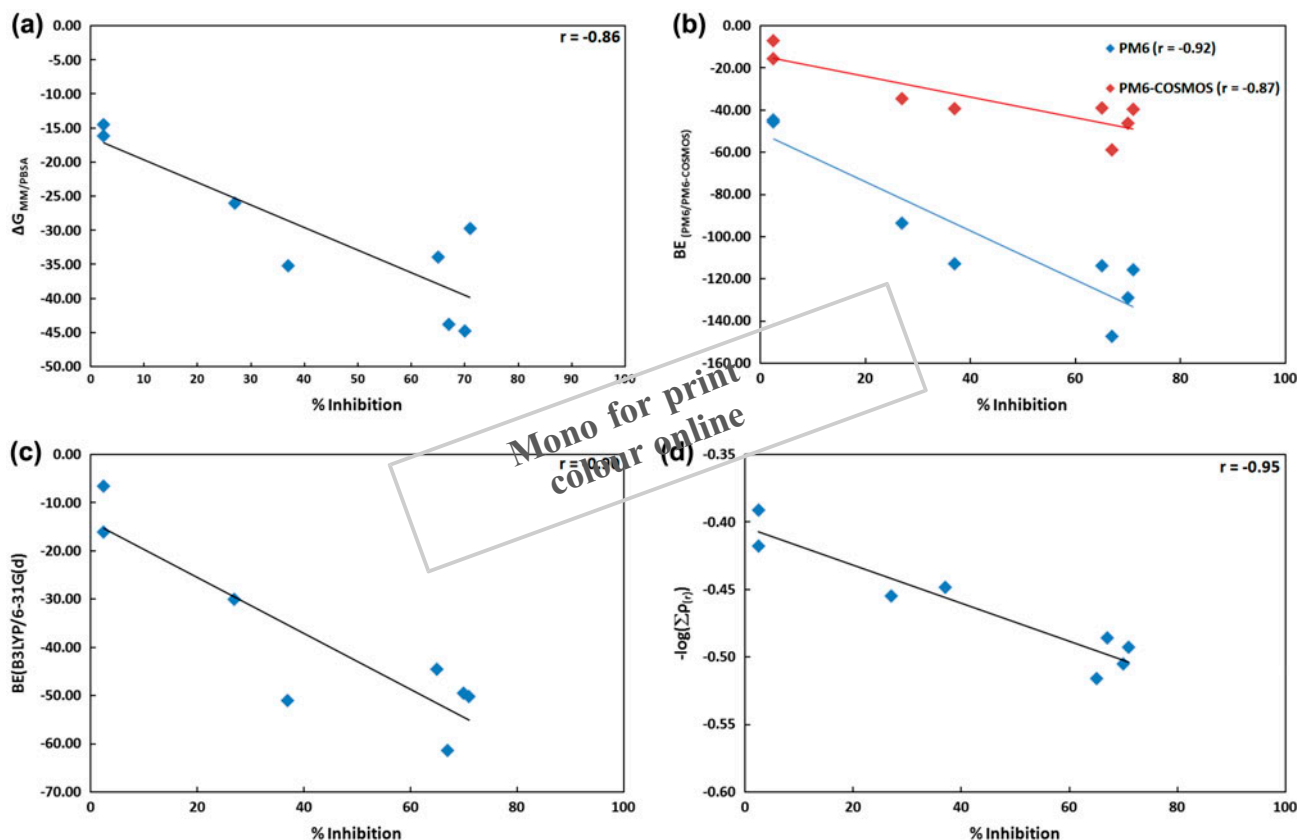 (a)
r = -0.86
0.00
-5.00
-10.00
-15.00
-20.00
-25.00
-30.00
-35.00
-40.00
-45.00
-50.00
ΔG MM/PBSA
0 10 20 30 40 50 60 70 80 90 100
% Inhibition
(b)
PM6 (r = -0.92)
PM6-COSMOS (r = -0.87)
0.00
-20.00
-40.00
-60.00
-80.00
-100.00
-120.00
-140.00
-160.00
BE (PM6/PM6-COSMOS)
0 20 40 60 80 100
% Inhibition
Mono for print
colour online
(c)
r = -0.90
0.00
-10.00
-20.00
-30.00
-40.00
-50.00
-60.00
-70.00
BE(B3LYP/6-31G(d)
0 20 40 60 80 100
% Inhibition
(d)
r = -0.95
-0.35
-0.40
-0.45
-0.50
-0.55
-0.60
-log(∑ρ(r))
0 20 40 60 80 100
% Inhibition